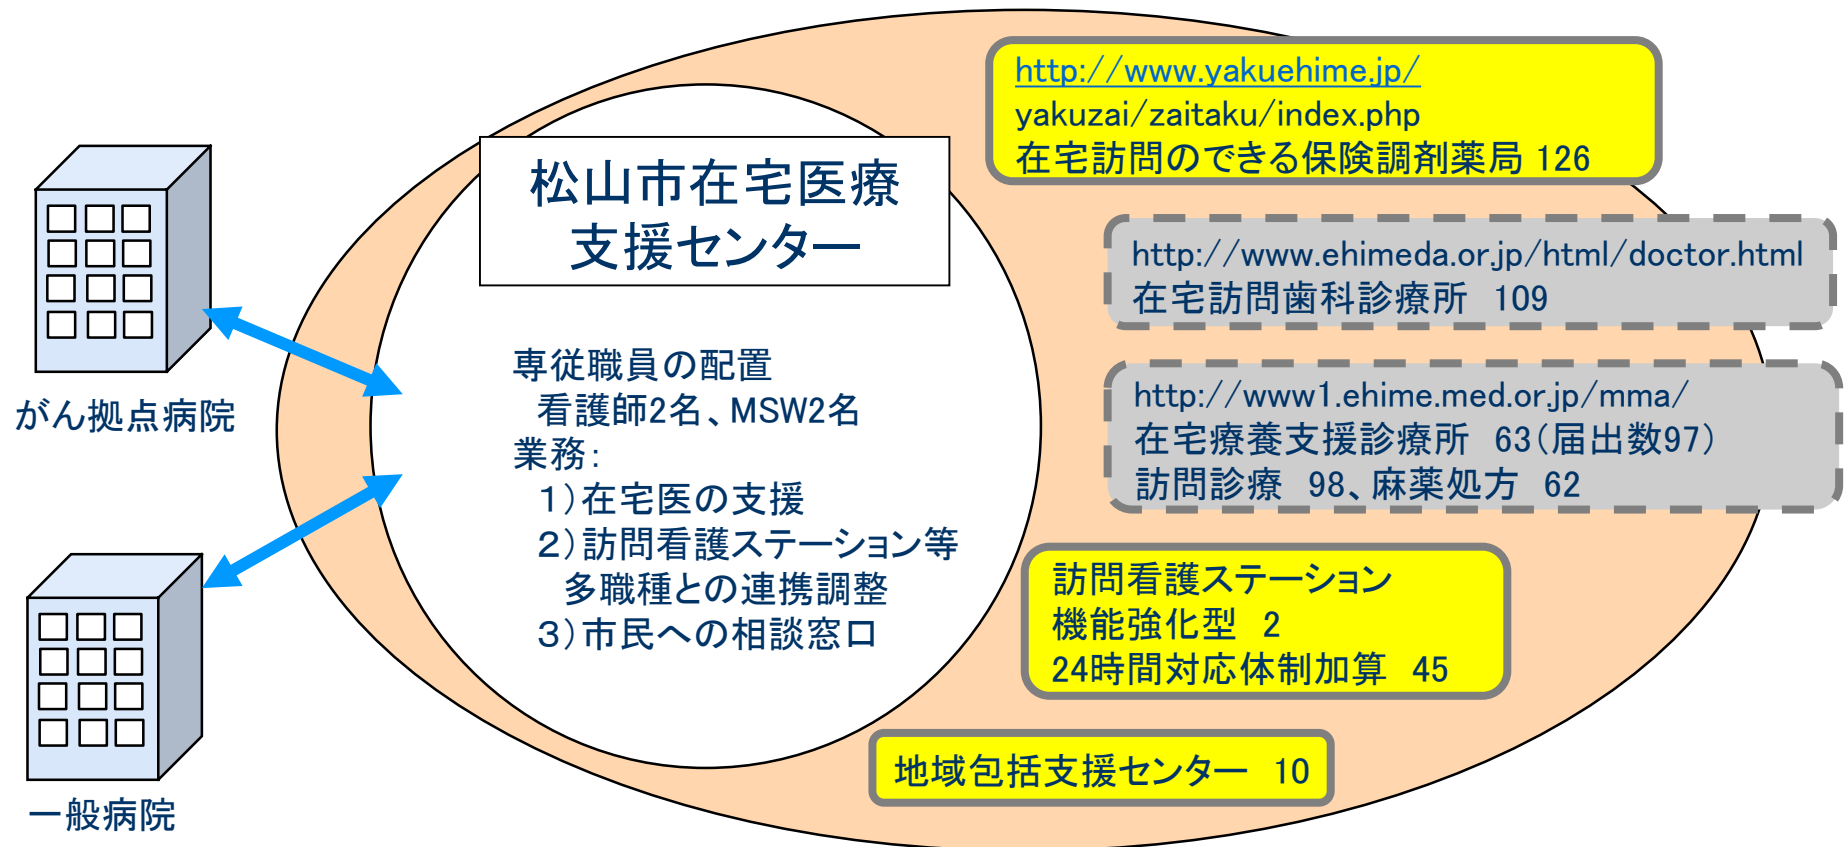 がん拠点病院
一般病院
松山市在宅医療
支援センター
専従職員の配置
看護師2名、MSW2名
業務:
1)在宅医の支援
2)訪問看護ステーション等
多職種との連携調整
3)市民への相談窓口
http://www.yakuehime.jp/
yakuzai/zaitaku/index.php
在宅訪問のできる保険調剤薬局 126
http://www.ehimeda.or.jp/html/doctor.html
在宅訪問歯科診療所 109
http://www1.ehime.med.or.jp/mma/
在宅療養支援診療所 63(届出数97)
訪問診療 98、麻薬処方 62
訪問看護ステーション
機能強化型 2
24時間対応体制加算 45
地域包括支援センター 10